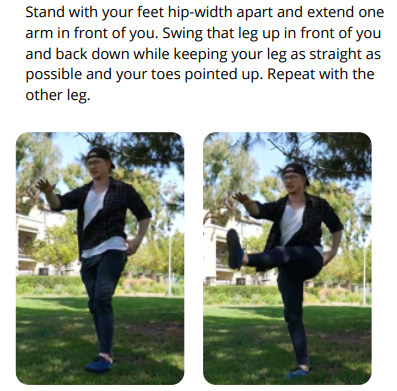 Stand with your feet hip-width apart and extend one
arm in front of you. Swing that leg up in front of you
and back down while keeping your leg as straight as
possible and your toes pointed up. Repeat with the
other leg.